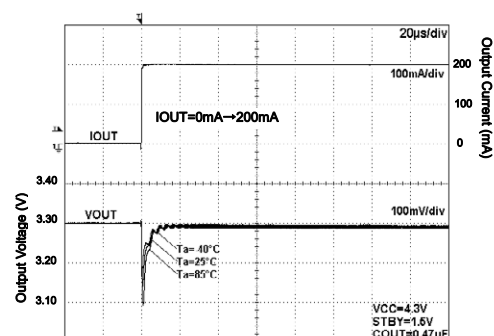 20μs/div
100mA/div
IOUT=0mA→200mA
IOUT
200
100
0
Output Current (mA)
3.40
3.30
3.20
3.10
Output Voltage (V)
VOUT
100mV/div
Ta=-40°C
Ta=25°C
Ta=85°C
VCC=4.3V
STBY=1.5V
COUT=0.47μF